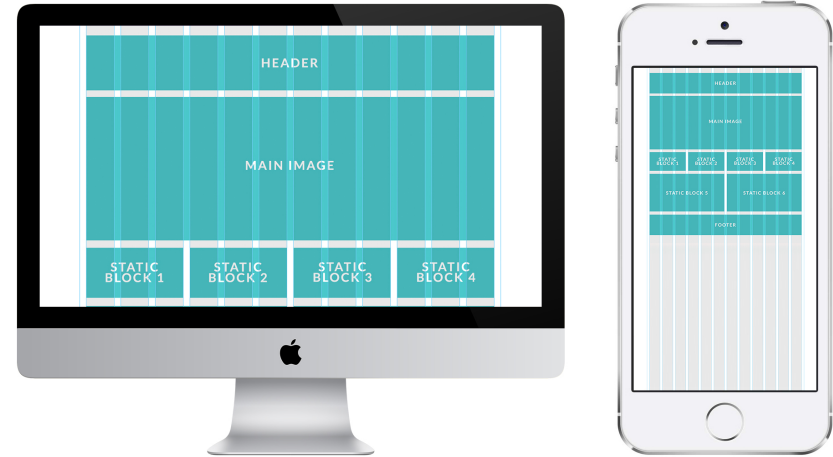 HEADER
MAIN IMAGE
STATIC
BLOCK 1
STATIC
BLOCK 2
STATIC
BLOCK 3
STATIC
BLOCK 4
HEADER
MAIN IMAGE
STATIC
BLOCK 1
STATIC
BLOCK 2
STATIC
BLOCK 3
STATIC
BLOCK 4
STATIC BLOCK 5
STATIC BLOCK 6
FOOTER